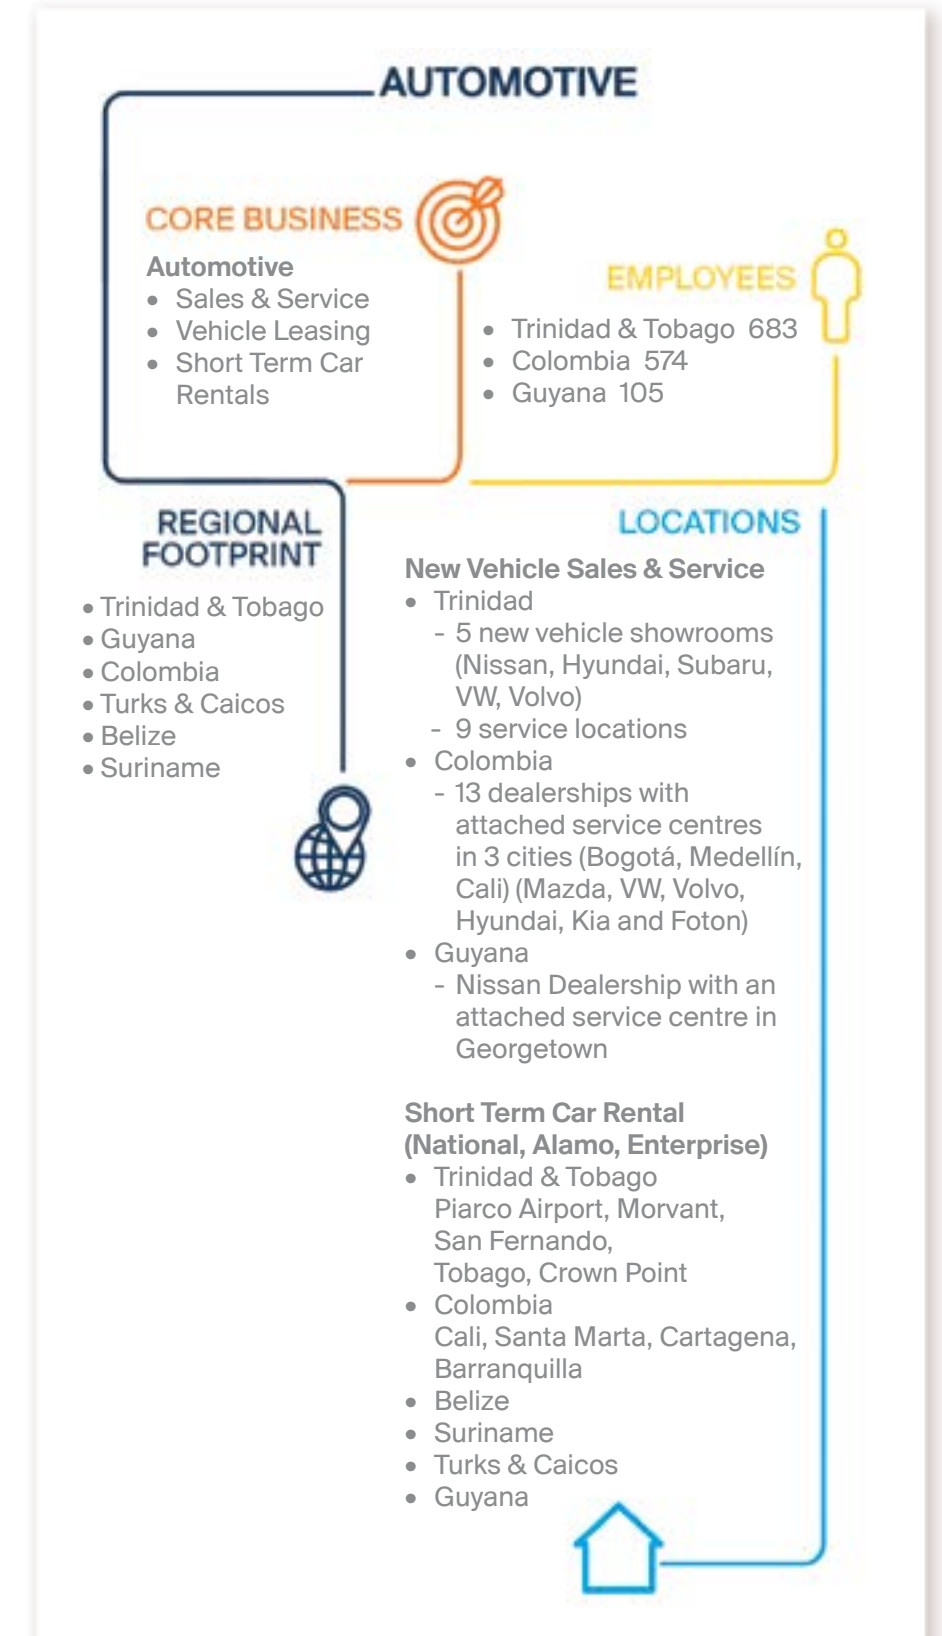 AUTOMOTIVE
CORE BUSINESS
Automotive
• Sales & Service
• Vehicle Leasing
• Short Term Car
Rentals
EMPLOYEES
• Trinidad & Tobago 683
• Colombia 574
• Guyana 105
REGIONAL
FOOTPRINT
• Trinidad & Tobago
• Guyana
• Colombia
• Turks & Caicos
• Belize
• Suriname
LOCATIONS
New Vehicle Sales & Service
• Trinidad
- 5 new vehicle showrooms
(Nissan, Hyundai, Subaru,
VW, Volvo)
- 9 service locations
• Colombia
- 13 dealerships with
attached service centres
in 3 cities (Bogotá, Medellín,
Cali) (Mazda, VW, Volvo,
Hyundai, Kia and Foton)
• Guyana
- Nissan Dealership with an
attached service centre in
Georgetown
Short Term Car Rental
(National, Alamo, Enterprise)
• Trinidad & Tobago
Piarco Airport, Morvant,
San Fernando,
Tobago, Crown Point
• Colombia
Cali, Santa Marta, Cartagena,
Barranquilla
• Belize
• Suriname
• Turks & Caicos
• Guyana